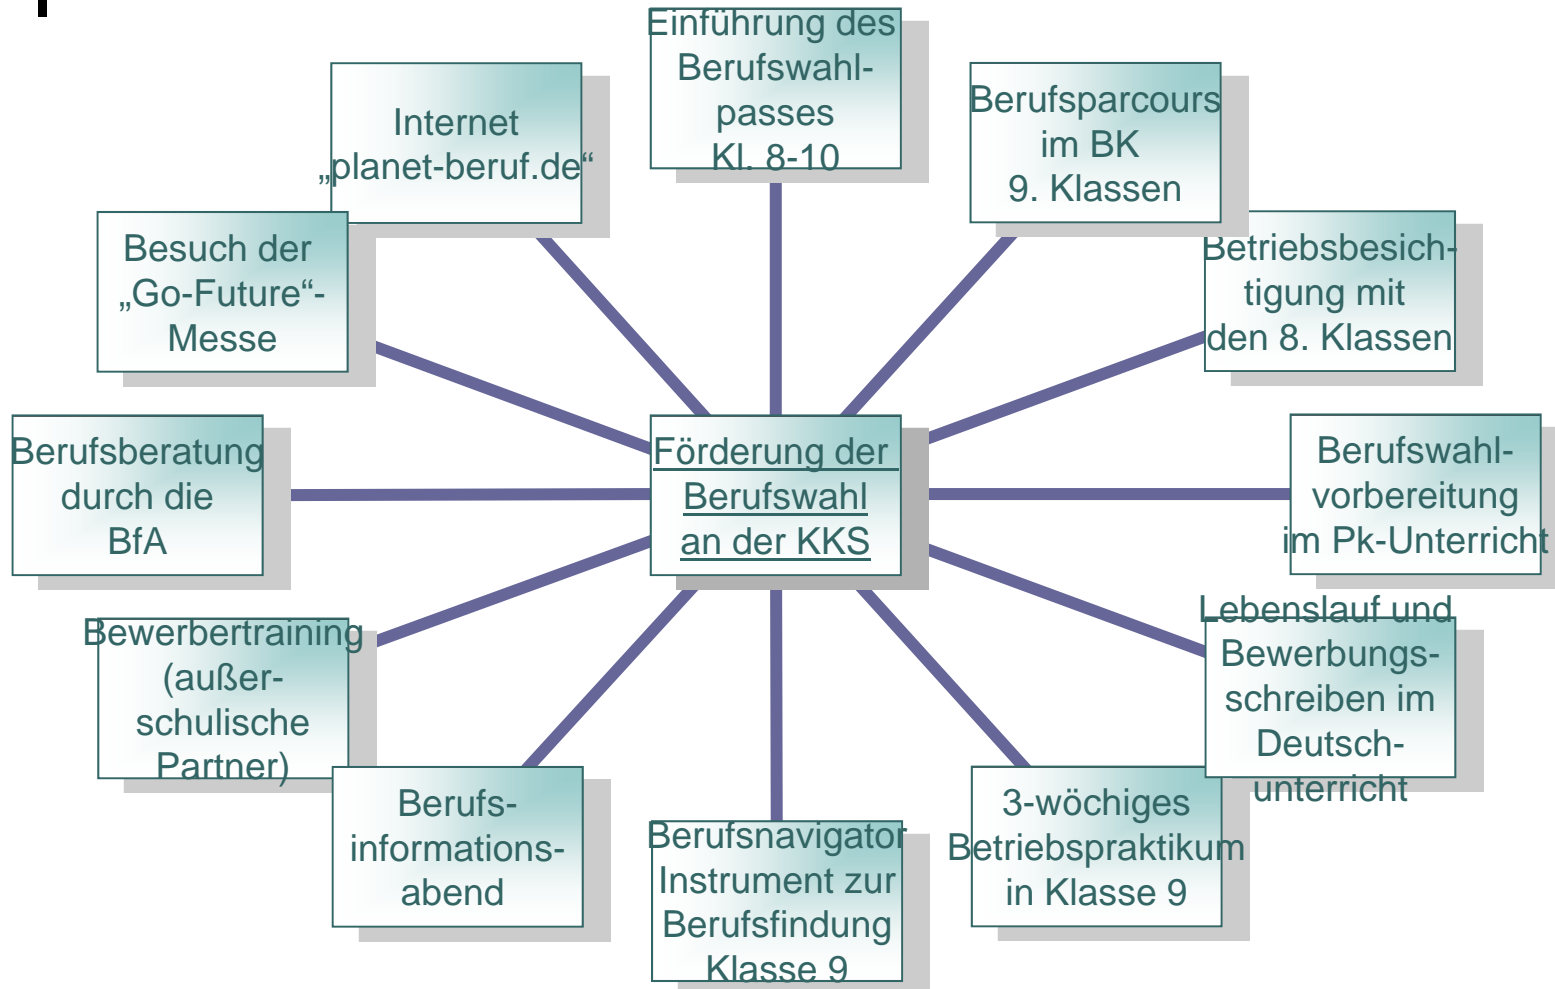 Einführung des
Berufswahl-
passes
Kl. 8-10
Berufsparcours
im BK
9. Klassen
Betriebsbesich-
tigung mit
den 8. Klassen
Berufswahl-
vorbereitung
im Pk-Unterricht
Lebenslauf und
Bewerbungs-
schreiben im
Deutsch-
unterricht
3-wöchiges
Betriebspraktikum
in Klasse 9
Berufsnavigator
Instrument zur
Berufsfindung
Klasse 9
Berufs-
informations-
abend
Bewerbertraining
(außer-
schulische
Partner)
Berufsberatung
durch die
BfA
Besuch der
„Go-Future“-
Messe
Internet
„planet-beruf.de“
Förderung der
Berufswahl
an der KKS